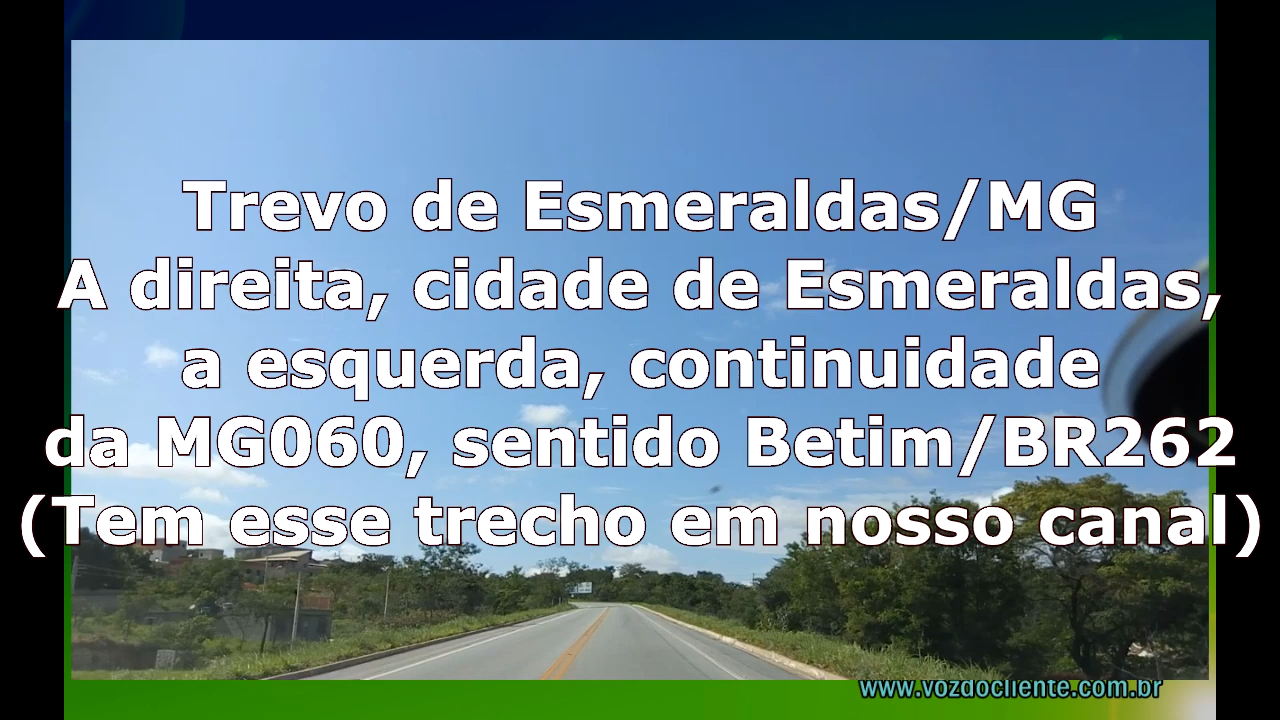 Trevo de Esmeraldas/MG
A direita, cidade de Esmeraldas,
a esquerda, continuidade
da MG060, sentido Betim/BR262
(Tem esse trecho em nosso canal)
www.vozdocliente.com.br